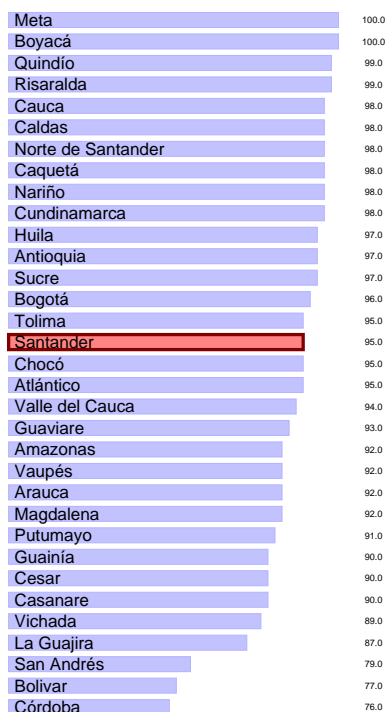 Meta 100.0
Boyacá 100.0
Quindío 99.0
Risaralda 99.0
Cauca 98.0
Caldas 98.0
Norte de Santander 98.0
Caquetá 98.0
Nariño 98.0
Cundinamarca 98.0
Huila 97.0
Antioquia 97.0
Sucre 97.0
Bogotá 96.0
Tolima 95.0
Santander 95.0
Chocó 95.0
Atlántico 95.0
Valle del Cauca 94.0
Guaviare 93.0
Amazonas 92.0
Vaupés 92.0
Arauca 92.0
Magdalena 92.0
Putumayo 91.0
Guainía 90.0
Cesar 90.0
Casanare 90.0
Vichada 89.0
La Guajira 87.0
San Andrés 79.0
Bolivar 77.0
Córdoba 76.0